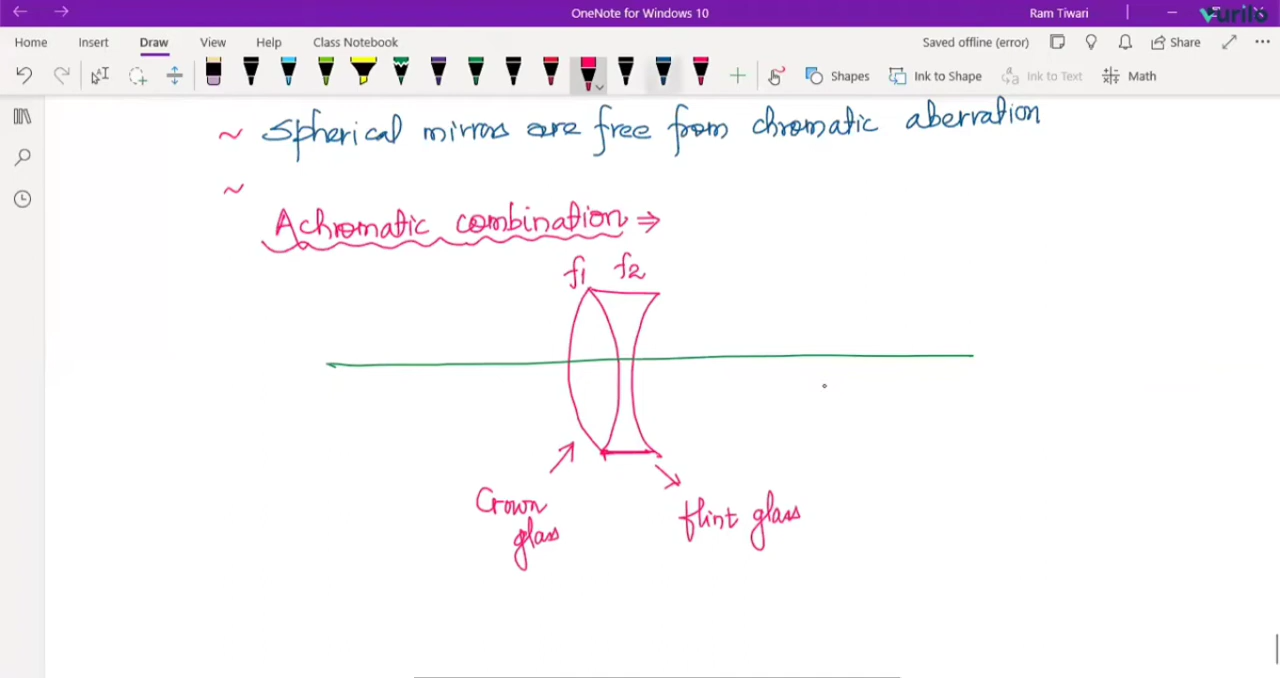 OneNote for Windows 10
Ram Tiwari
Yurilo
Home Insert Draw View Help Class Notebook
Saved offline (error) Share
Shapes Ink to Shape Ink to Text Math
~ Spherical mirrors are free from chromatic aberration
~
Achromatic combination ⇒
f1 f2
Crown
glass
flint glass